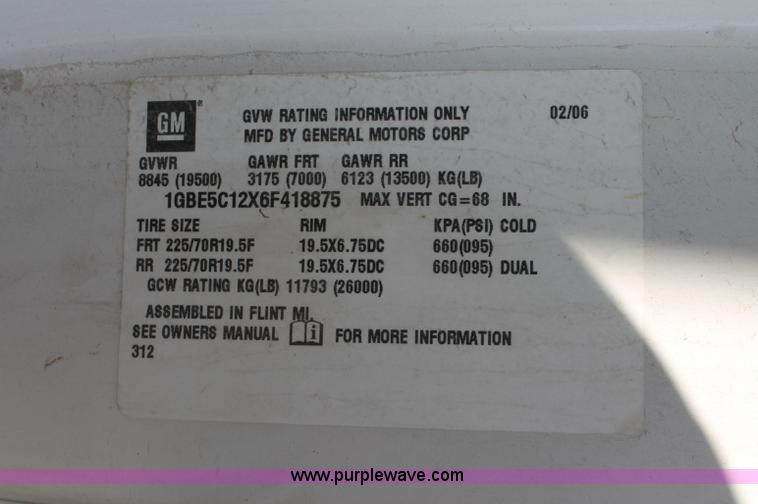 GM® GVW RATING INFORMATION ONLY 02/06
MFD BY GENERAL MOTORS CORP
GVWR GAWR FRT GAWR RR
8845 (19500) 3175 (7000) 6123 (13500) KG(LB)
1GBE5C12X6F418875 MAX VERT CG=68 IN.
TIRE SIZE RIM KPA(PSI) COLD
FRT 225/70R19.5F 19.5X6.75DC 660(095)
RR 225/70R19.5F 19.5X6.75DC 660(095) DUAL
GCW RATING KG(LB) 11793 (26000)
ASSEMBLED IN FLINT MI.
SEE OWNERS MANUAL i FOR MORE INFORMATION
312
www.purplewave.com